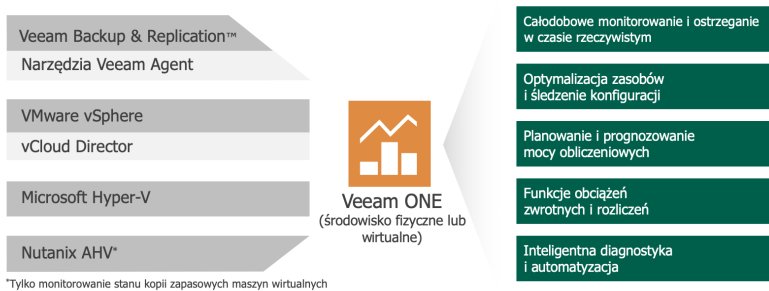 Veeam Backup & Replication™
Narzędzia Veeam Agent
VMware vSphere
vCloud Director
Microsoft Hyper-V
Nutanix AHV*
*Tylko monitorowanie stanu kopii zapasowych maszyn wirtualnych
Veeam ONE
(środowisko fizyczne lub
wirtualne)
Całodobowe monitorowanie i ostrzeganie
w czasie rzeczywistym
Optymalizacja zasobów
i śledzenie konfiguracji
Planowanie i prognozowanie
mocy obliczeniowych
Funkcje obciążeń
zwrotnych i rozliczeń
Inteligentna diagnostyka
i automatyzacja